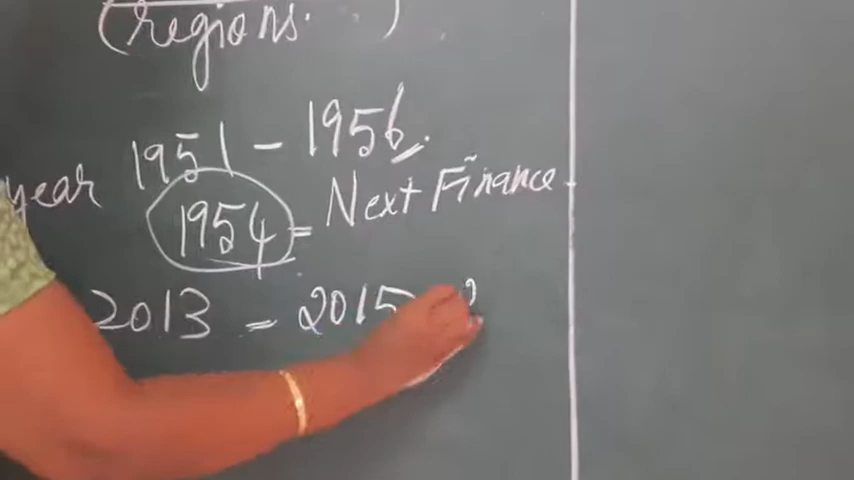 (regions.
year 1951 - 1956.
1954 = Next Finance
2013 = 2015